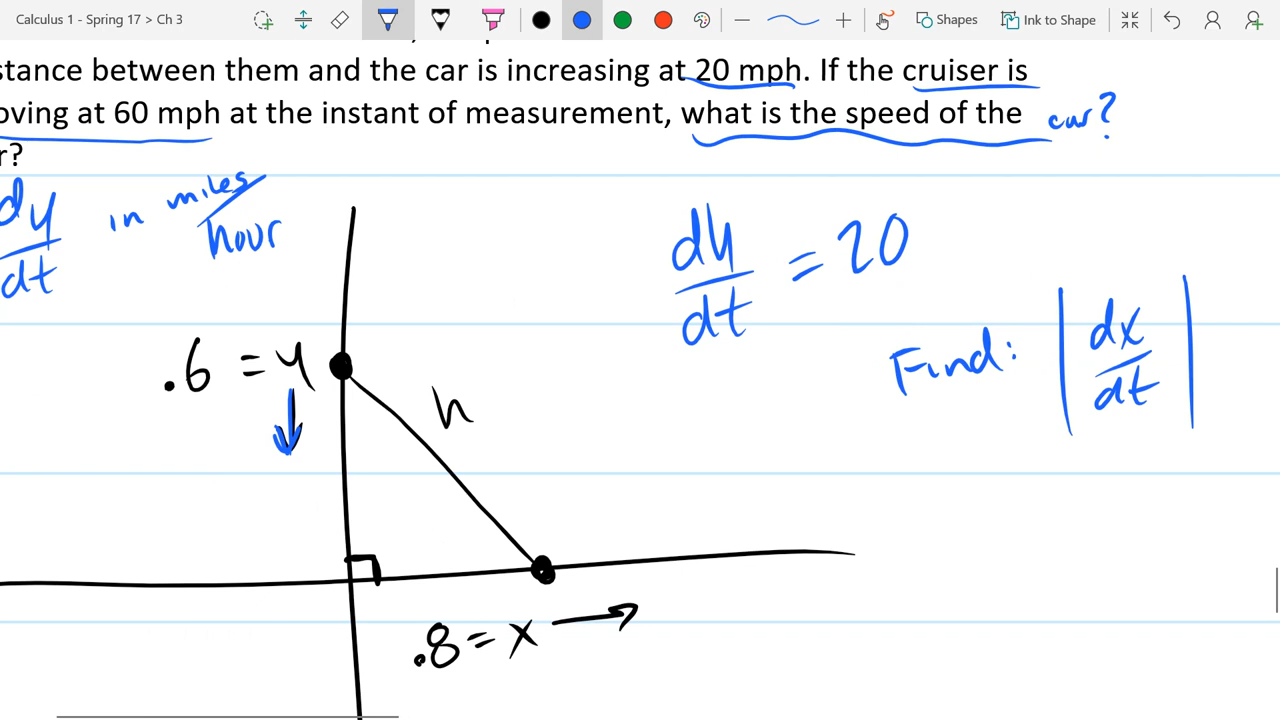 Calculus 1 - Spring 17 > Ch 3
Shapes
Ink to Shape
stance between them and the car is increasing at 20 mph. If the cruiser is
oving at 60 mph at the instant of measurement, what is the speed of the car?
r?
dy/dt in miles/hour
dh/dt = 20
Find: |dx/dt|
.6 = y
h
.8 = x